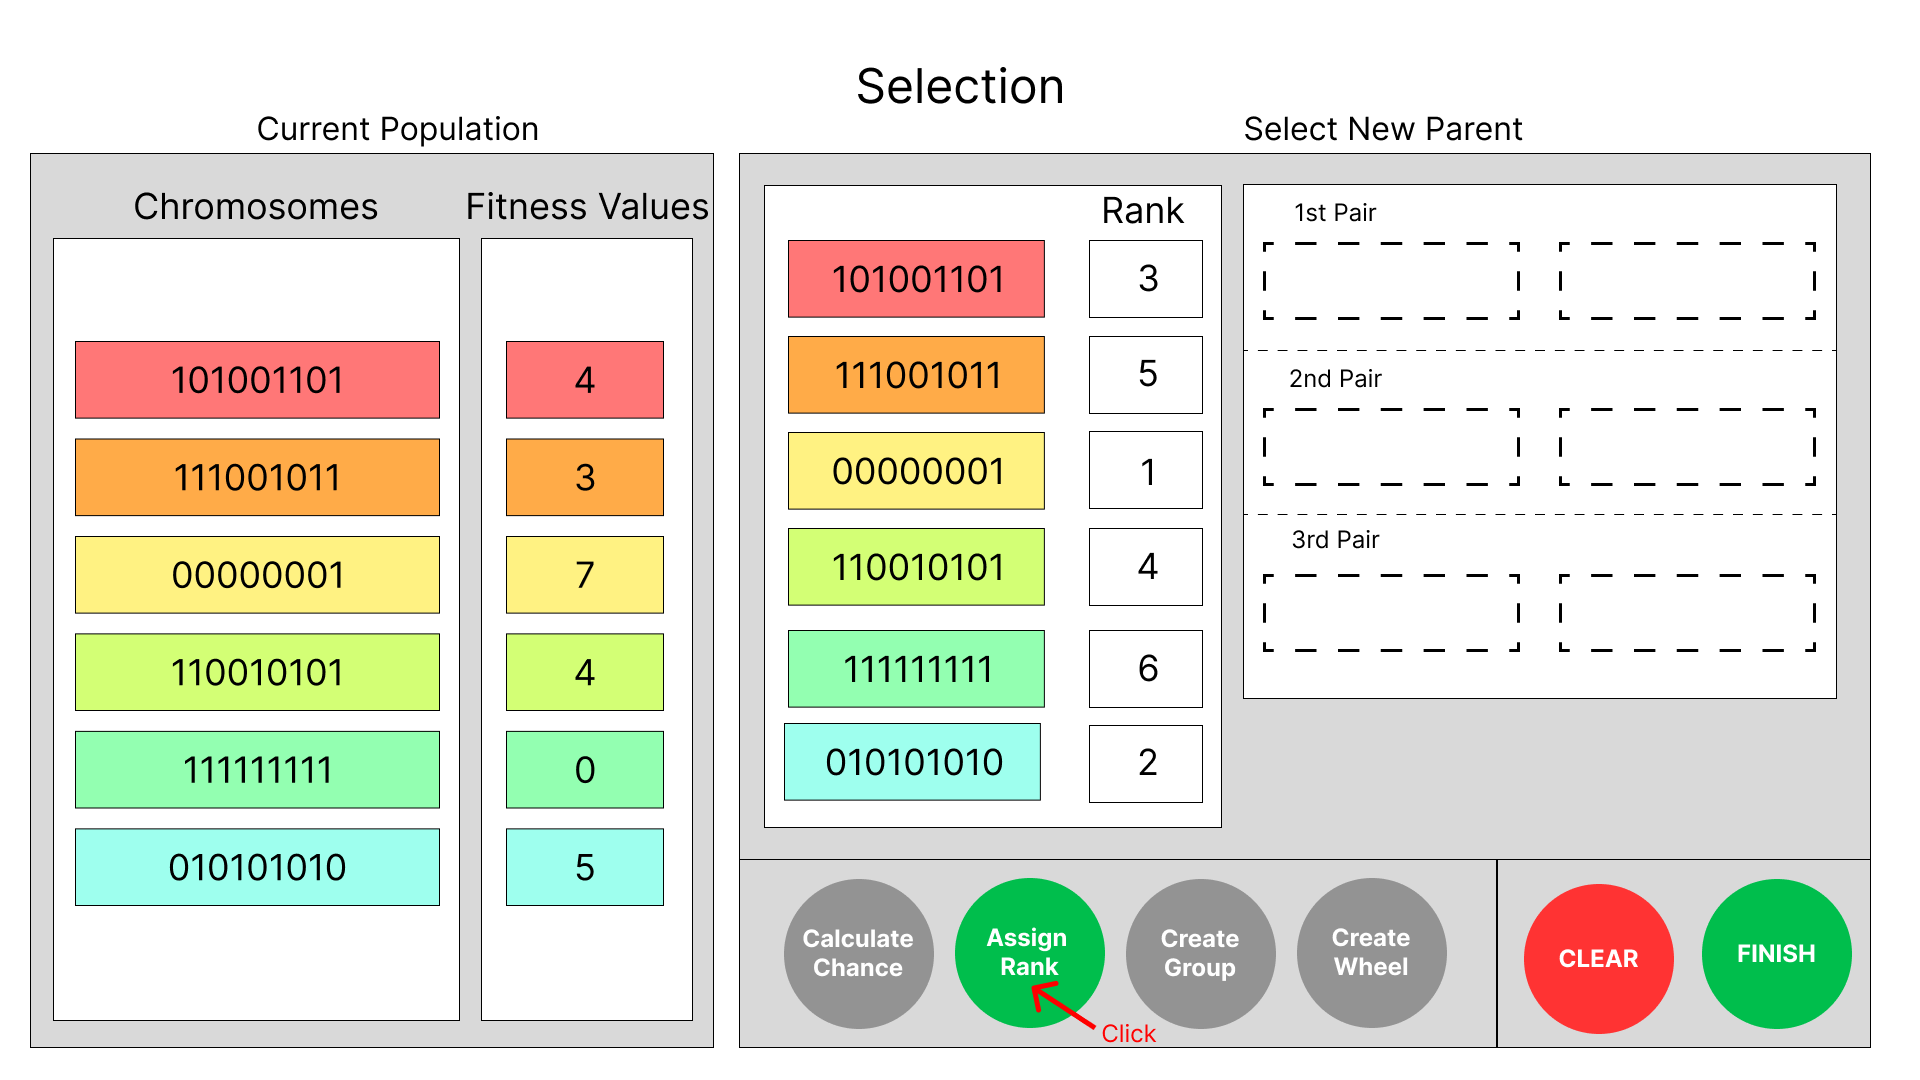 Selection
Current Population
Chromosomes
Fitness Values
101001101
4
111001011
3
00000001
7
110010101
4
111111111
0
010101010
5
Select New Parent
Rank
101001101
3
111001011
5
00000001
1
110010101
4
111111111
6
010101010
2
1st Pair
2nd Pair
3rd Pair
Calculate
Chance
Assign
Rank
Create
Group
Create
Wheel
Click
CLEAR
FINISH